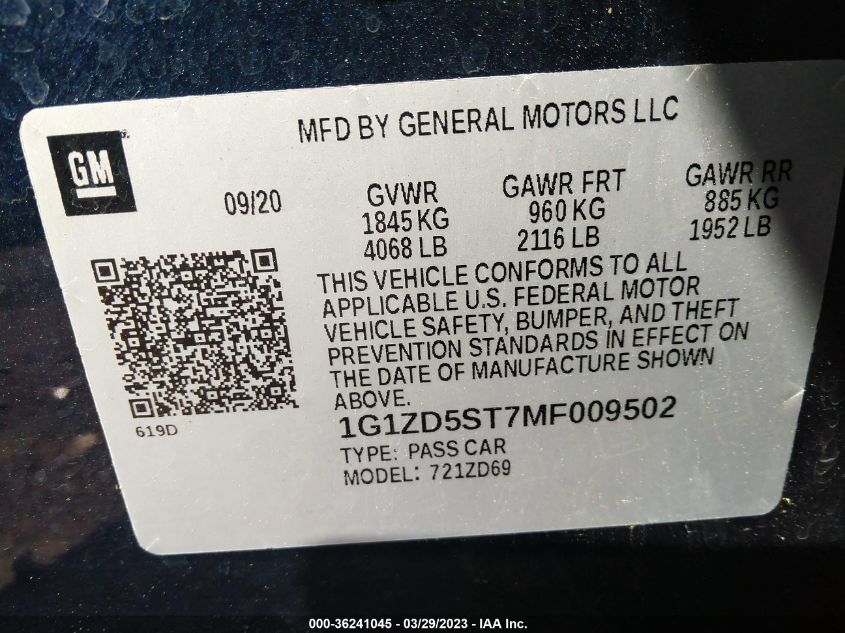 MFD BY GENERAL MOTORS LLC
GM
09/20
GVWR GAWR FRT GAWR RR
1845 KG 960 KG 885 KG
4068 LB 2116 LB 1952 LB
THIS VEHICLE CONFORMS TO ALL
APPLICABLE U.S. FEDERAL MOTOR
VEHICLE SAFETY, BUMPER, AND THEFT
PREVENTION STANDARDS IN EFFECT ON
THE DATE OF MANUFACTURE SHOWN
ABOVE.
619D
1G1ZD5ST7MF009502
TYPE: PASS CAR
MODEL: 721ZD69
000-36241045 - 03/29/2023 - IAA Inc.